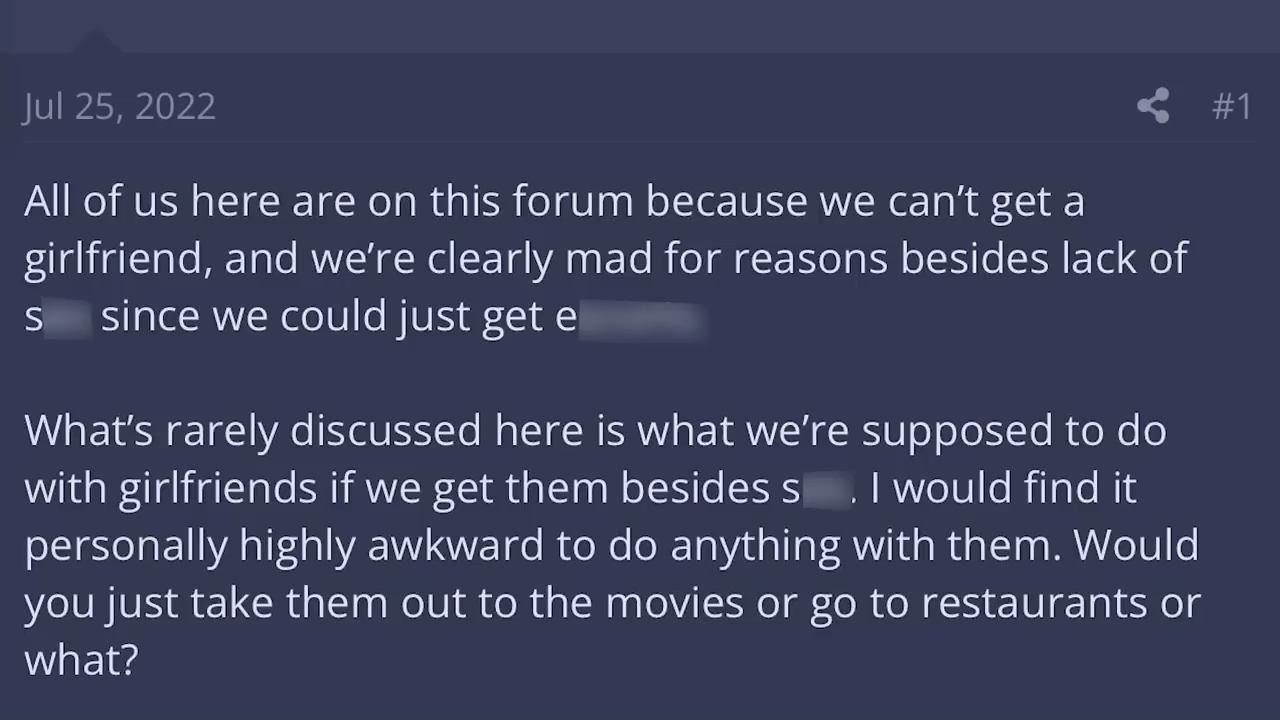 Jul 25, 2022 #1
All of us here are on this forum because we can't get a
girlfriend, and we're clearly mad for reasons besides lack of
s since we could just get e
What's rarely discussed here is what we're supposed to do
with girlfriends if we get them besides s . I would find it
personally highly awkward to do anything with them. Would
you just take them out to the movies or go to restaurants or
what?